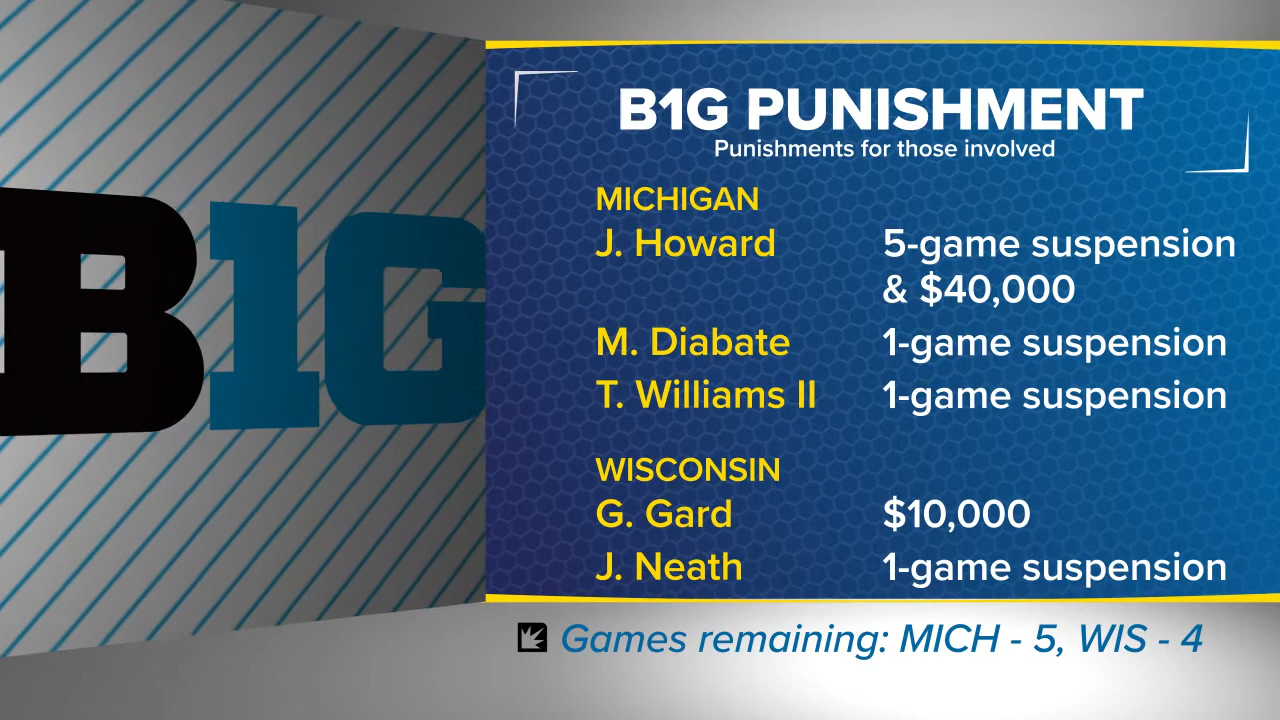 B1G
B1G PUNISHMENT
Punishments for those involved
MICHIGAN
J. Howard 5-game suspension
& $40,000
M. Diabate 1-game suspension
T. Williams II 1-game suspension
WISCONSIN
G. Gard $10,000
J. Neath 1-game suspension
Games remaining: MICH - 5, WIS - 4